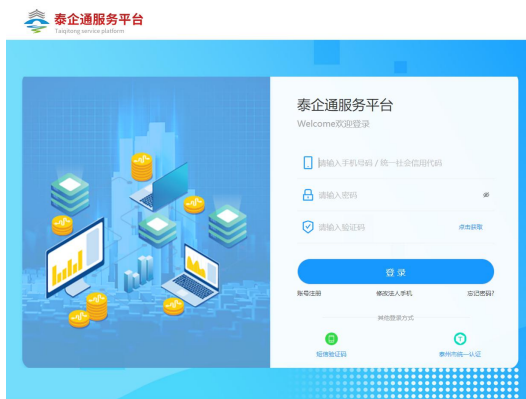 泰企通服务平台
Taiqitong service platform
泰企通服务平台
Welcome欢迎登录
请输入手机号码 / 统一社会信用代码
请输入密码
请输入验证码 点击获取
登 录
账号注册 修改法人手机 忘记密码?
其他登录方式
短信验证码 泰州市统一认证